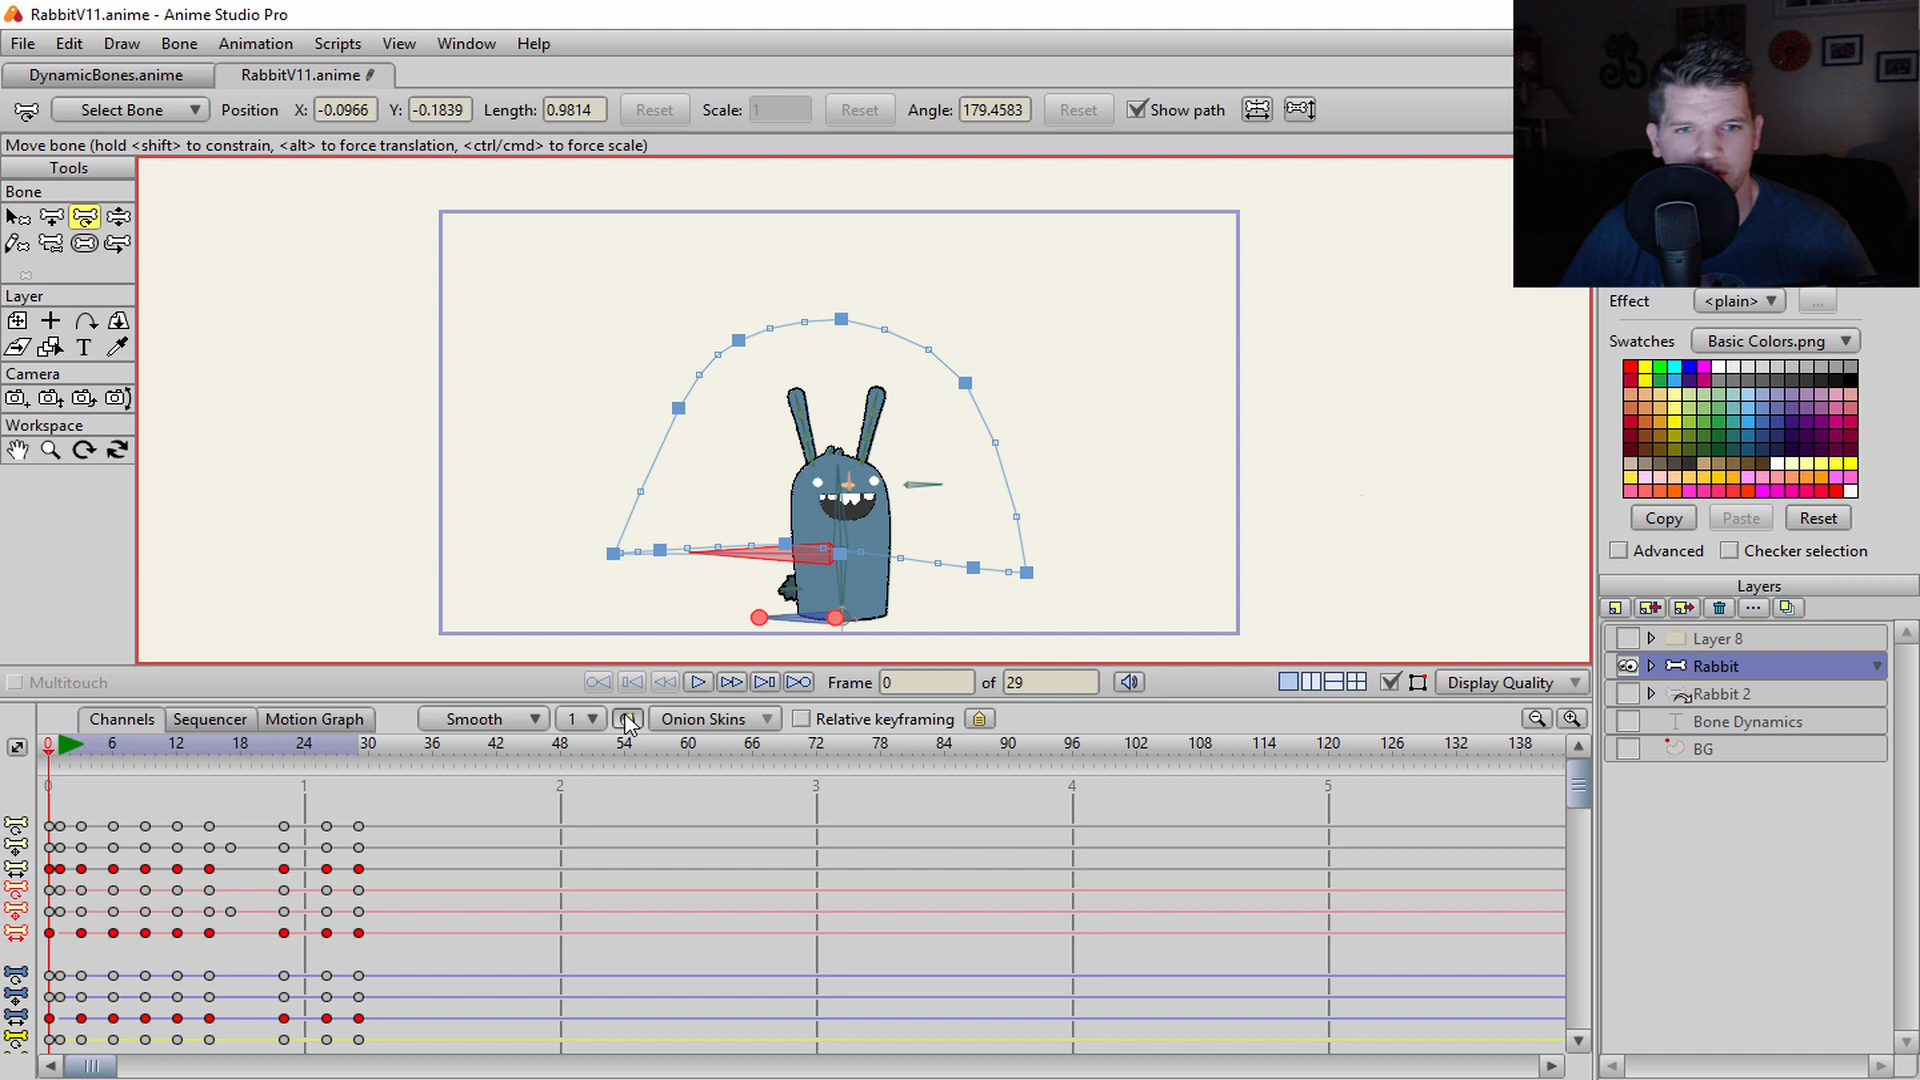 RabbitV11.anime - Anime Studio Pro
File Edit Draw Bone Animation Scripts View Window Help
DynamicBones.anime RabbitV11.anime
Select Bone Position X: -0.0966 Y: -0.1839 Length: 0.9814 Reset Scale: 1 Reset Angle: 179.4583 Reset Show path
Move bone (hold <shift> to constrain, <alt> to force translation, <ctrl/cmd> to force scale)
Tools
Bone
Layer
T
Camera
Workspace
Effect <plain> ...
Swatches Basic Colors.png
Copy Paste Reset
Advanced Checker selection
Layers
Layer 8
Rabbit
Rabbit 2
T Bone Dynamics
BG
Multitouch Frame 0 of 29 Display Quality
Channels Sequencer Motion Graph Smooth 1 Onion Skins Relative keyframing
0 6 12 18 24 30 36 42 48 54 60 66 72 78 84 90 96 102 108 114 120 126 132 138
0 1 2 3 4 5